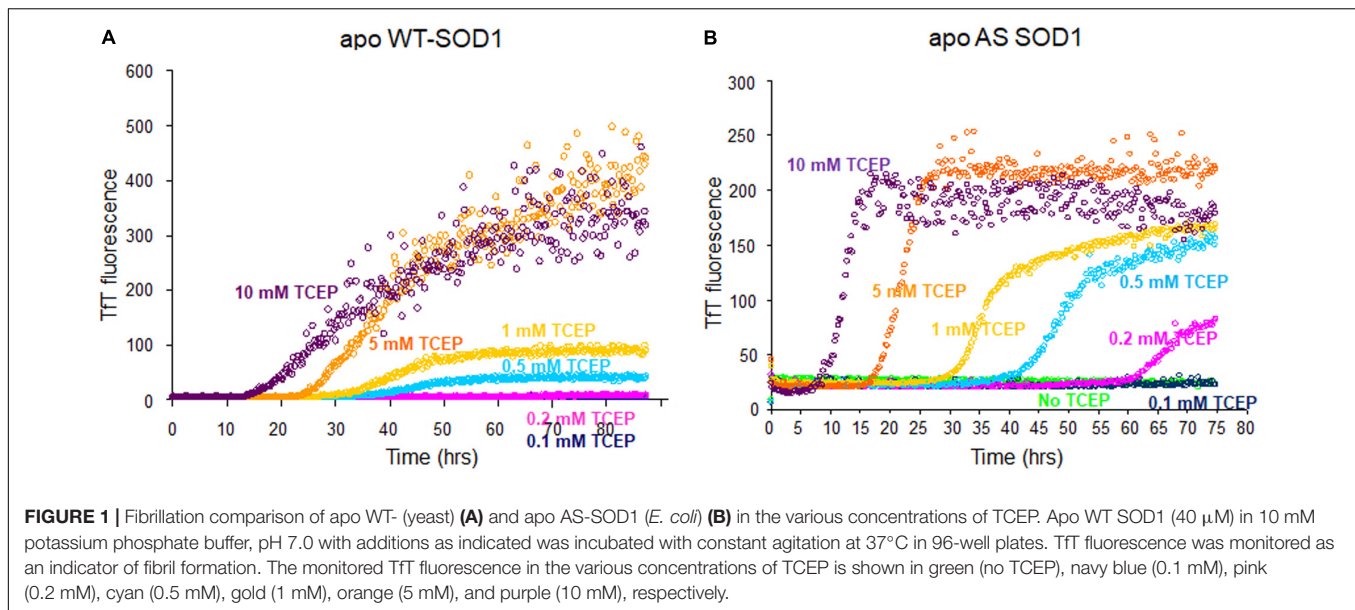 A
apo WT-SOD1
600
500
400
300
200
100
0
TfT fluorescence
10 mM TCEP
5 mM TCEP
1 mM TCEP
0.5 mM TCEP
0.2 mM TCEP
0.1 mM TCEP
0 10 20 30 40 50 60 70 80
Time (hrs)
B
apo AS SOD1
300
250
200
150
100
50
0
TfT fluorescence
10 mM TCEP
5 mM TCEP
1 mM TCEP
0.5 mM TCEP
0.2 mM TCEP
No TCEP
0.1 mM TCEP
0 5 10 15 20 25 30 35 40 45 50 55 60 65 70 75 80
Time (hrs)
FIGURE 1 | Fibrillation comparison of apo WT- (yeast) (A) and apo AS-SOD1 (E. coli) (B) in the various concentrations of TCEP. Apo WT SOD1 (40 μM) in 10 mM
potassium phosphate buffer, pH 7.0 with additions as indicated was incubated with constant agitation at 37°C in 96-well plates. TfT fluorescence was monitored as
an indicator of fibril formation. The monitored TfT fluorescence in the various concentrations of TCEP is shown in green (no TCEP), navy blue (0.1 mM), pink
(0.2 mM), cyan (0.5 mM), gold (1 mM), orange (5 mM), and purple (10 mM), respectively.